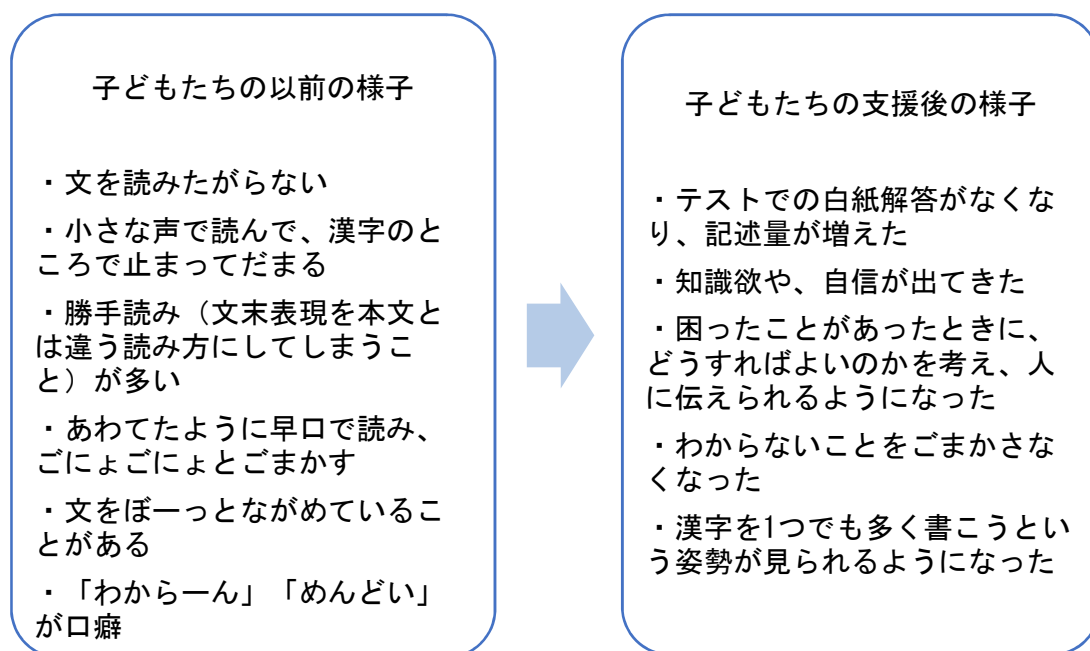 子どもたちの以前の様子
・文を読みたがらない
・小さな声で読んで、漢字のと
ころで止まってだまる
・勝手読み（文末表現を本文と
は違う読み方にしてしまうこ
と）が多い
・あわてたように早口で読み、
ごにょごにょとごまかす
・文をぼーっとながめているこ
とがある
・「わからーん」「めんどい」
が口癖
子どもたちの支援後の様子
・テストでの白紙解答がなくな
り、記述量が増えた
・知識欲や、自信が出てきた
・困ったことがあったときに、
どうすればよいのかを考え、人
に伝えられるようになった
・わからないことをごまかさな
くなった
・漢字を1つでも多く書こうとい
う姿勢が見られるようになった